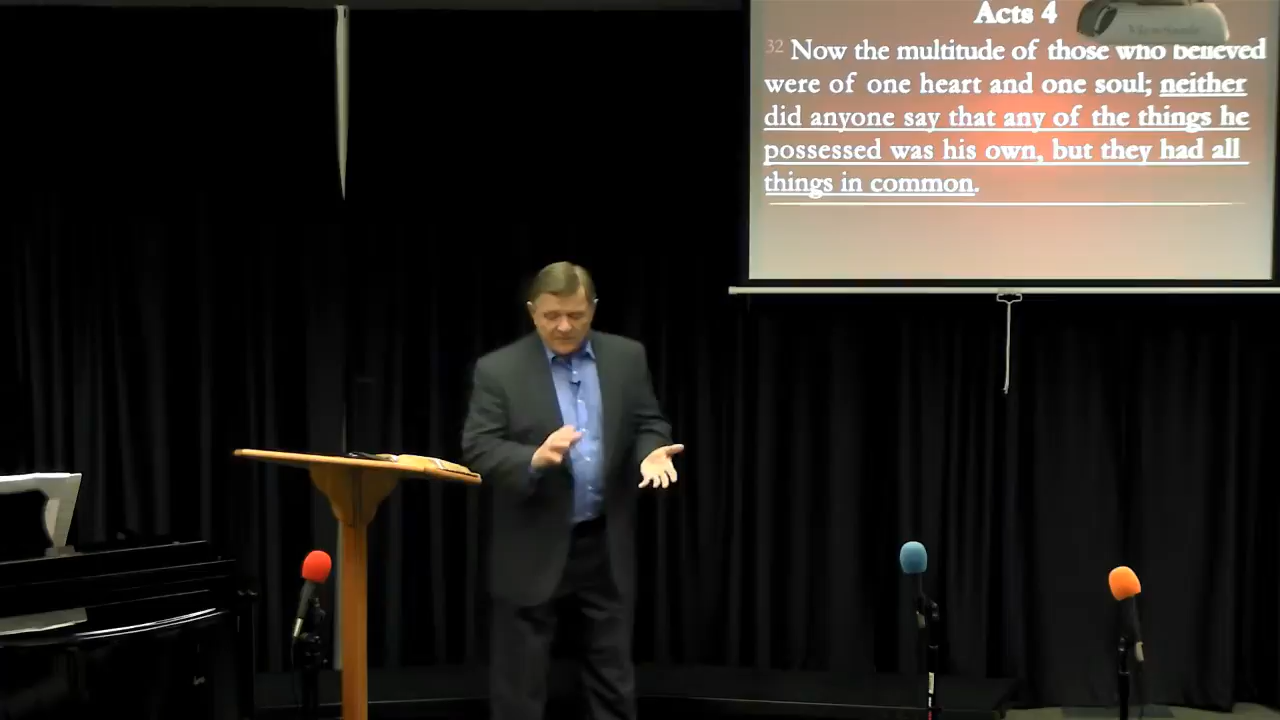 Acts 4
32 Now the multitude of those who believed
were of one heart and one soul; neither
did anyone say that any of the things he
possessed was his own, but they had all
things in common.
ViewSonic